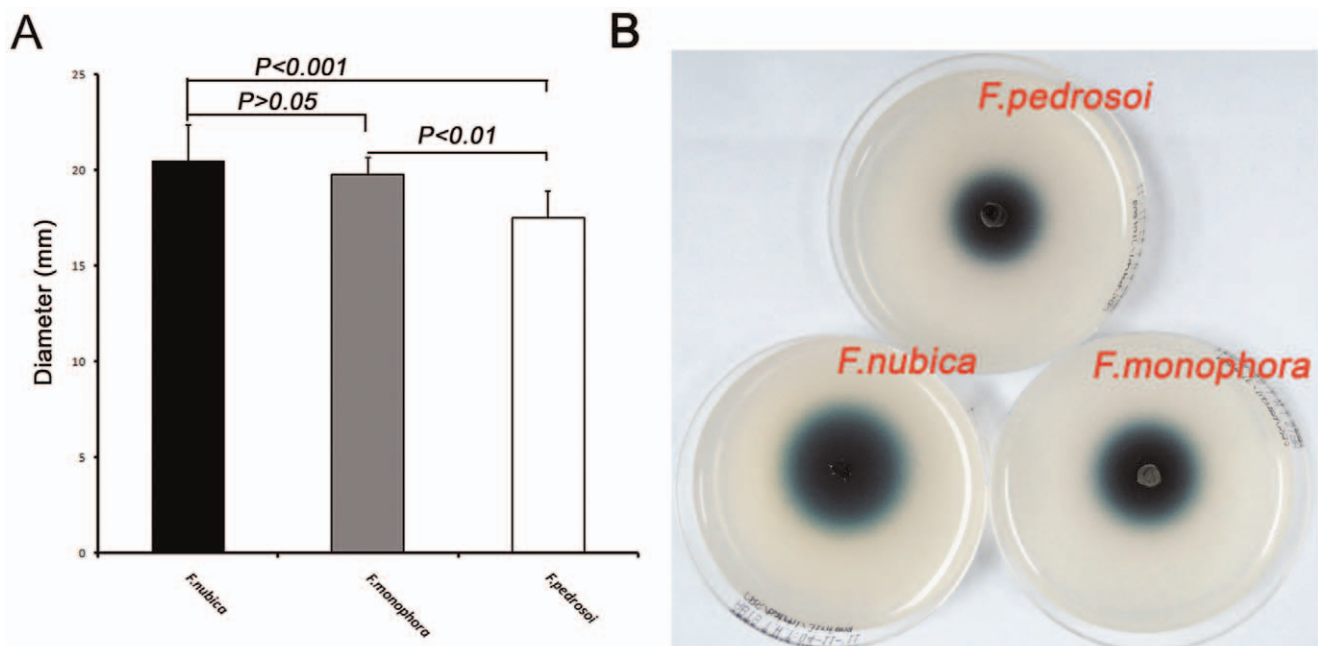 A
B
P<0.001
P>0.05
P<0.01
25
20
15
10
5
0
Diameter (mm)
F.nubica
F.monophora
F.pedrosoi
F.pedrosoi
F.nubica
F.monophora